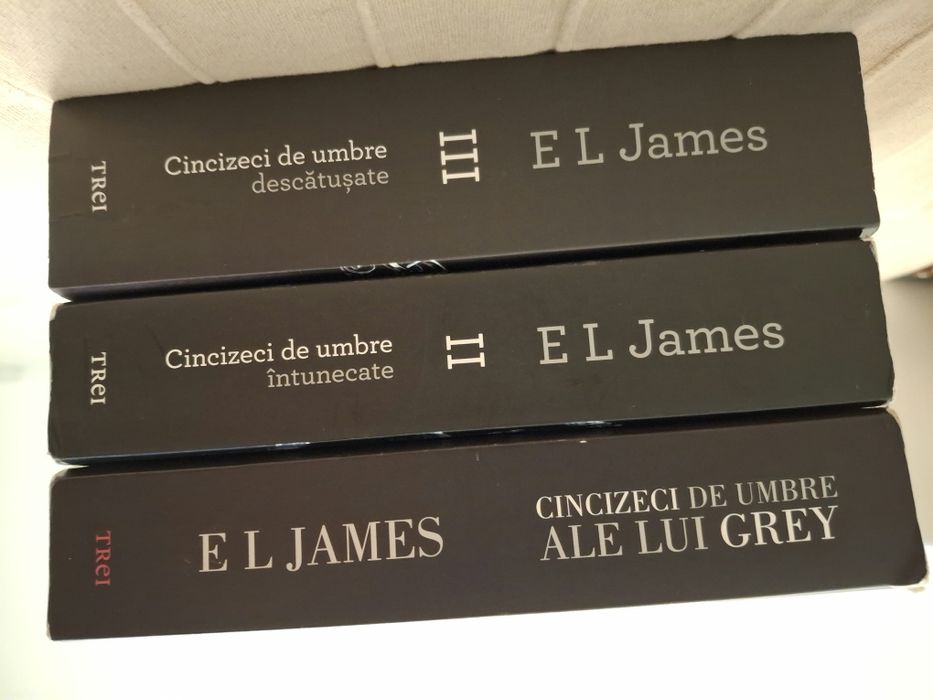 TREI
Cincizeci de umbre
descătușate
III
E L James
TREI
Cincizeci de umbre
întunecate
II
E L James
TREI
E L JAMES
CINCIZECI DE UMBRE
ALE LUI GREY